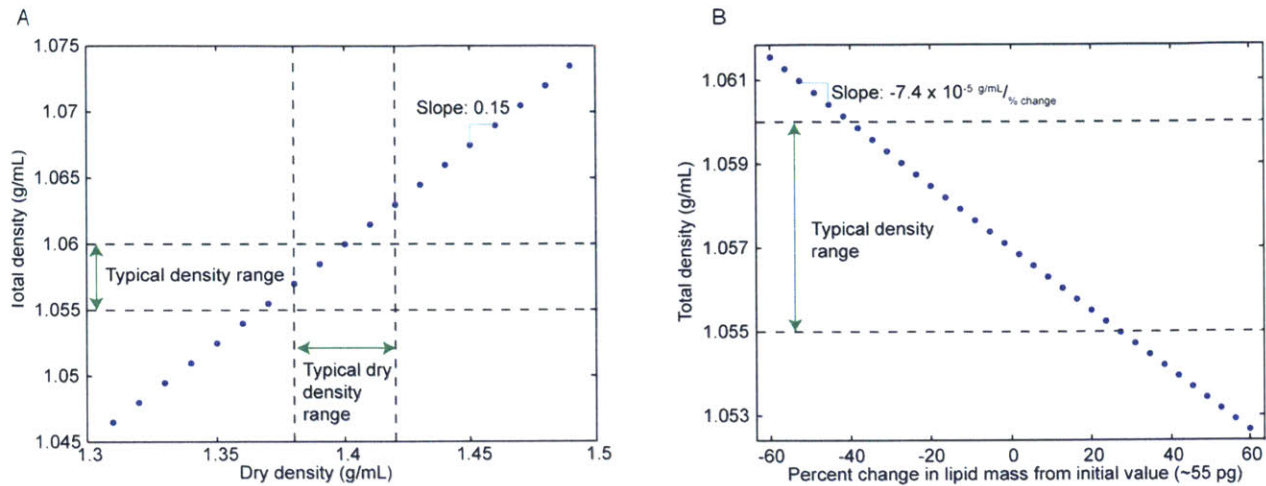 A
1.075
1.07
1.065
1.06
1.055
1.05
1.045
Total density (g/mL)
Slope: 0.15
Typical density range
Typical dry
density
range
1.3
1.35
1.4
1.45
1.5
Dry density (g/mL)
B
1.061
1.059
1.057
1.055
1.053
Total density (g/mL)
Slope: -7.4 x 10⁻⁵ g/mL/% change
Typical density
range
-60
-40
-20
0
20
40
60
Percent change in lipid mass from initial value (~55 pg)